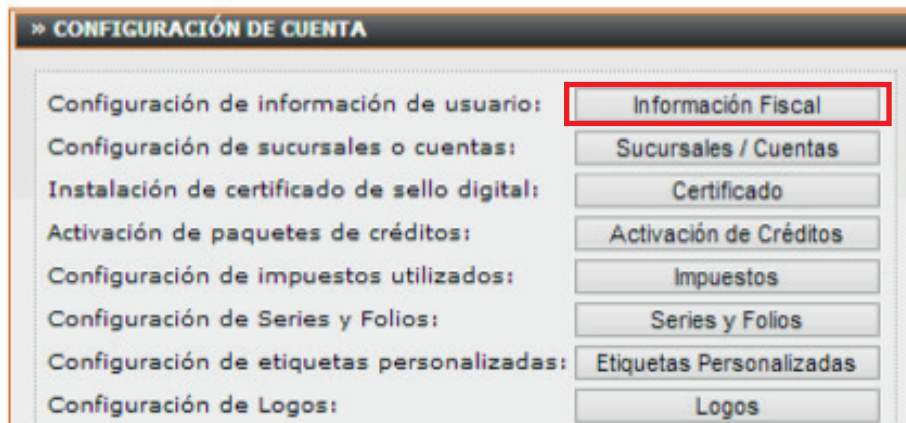 » CONFIGURACIÓN DE CUENTA
Configuración de información de usuario: Información Fiscal
Configuración de sucursales o cuentas: Sucursales / Cuentas
Instalación de certificado de sello digital: Certificado
Activación de paquetes de créditos: Activación de Créditos
Configuración de impuestos utilizados: Impuestos
Configuración de Series y Folios: Series y Folios
Configuración de etiquetas personalizadas: Etiquetas Personalizadas
Configuración de Logos: Logos